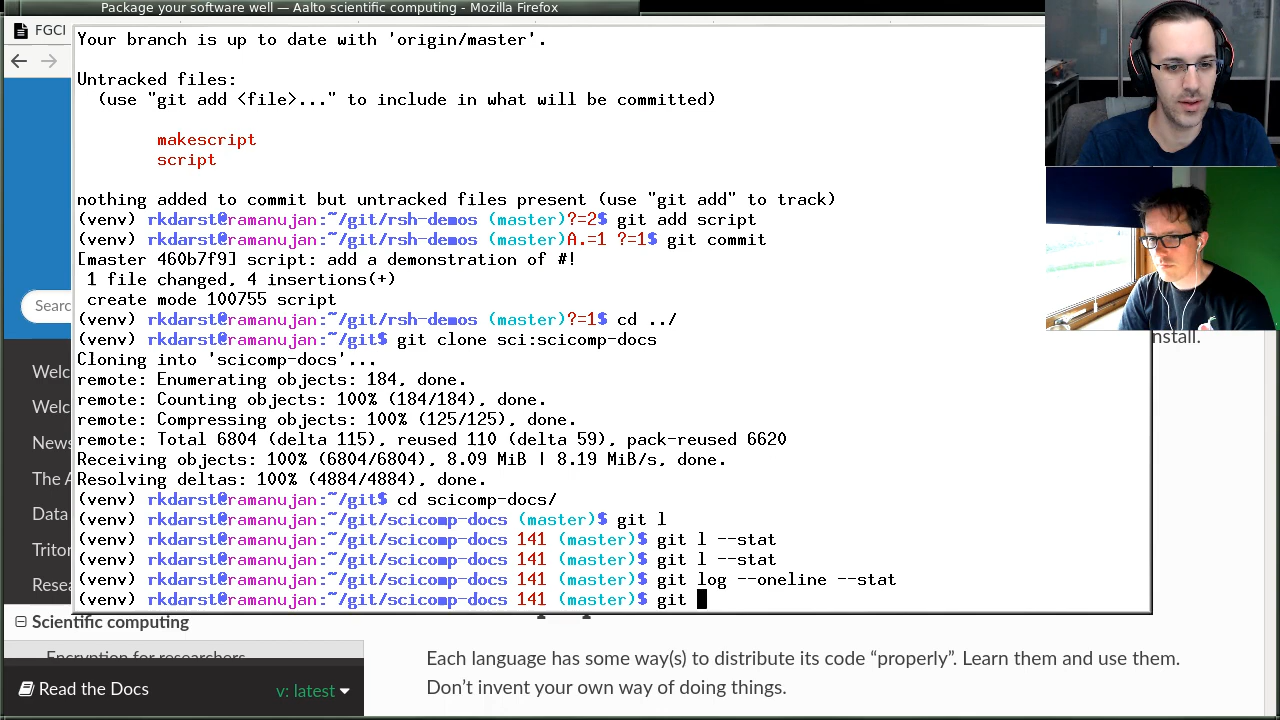 Package your software well — Aalto scientific computing - Mozilla Firefox
FGCI
Your branch is up to date with 'origin/master'.
Untracked files:
(use "git add <file>..." to include in what will be committed)
makescript
script
nothing added to commit but untracked files present (use "git add" to track)
(venv) rkdarst@ramanujan:~/git/rsh-demos (master)?=2$ git add script
(venv) rkdarst@ramanujan:~/git/rsh-demos (master)A.=1 ?=1$ git commit
[master 460b7f9] script: add a demonstration of #!
1 file changed, 4 insertions(+)
create mode 100755 script
(venv) rkdarst@ramanujan:~/git/rsh-demos (master)?=1$ cd ../
(venv) rkdarst@ramanujan:~/git$ git clone sci:scicomp-docs
Cloning into 'scicomp-docs'...
remote: Enumerating objects: 184, done.
remote: Counting objects: 100% (184/184), done.
remote: Compressing objects: 100% (125/125), done.
remote: Total 6804 (delta 115), reused 110 (delta 59), pack-reused 6620
Receiving objects: 100% (6804/6804), 8.09 MiB | 8.19 MiB/s, done.
Resolving deltas: 100% (4884/4884), done.
(venv) rkdarst@ramanujan:~/git$ cd scicomp-docs/
(venv) rkdarst@ramanujan:~/git/scicomp-docs (master)$ git l
(venv) rkdarst@ramanujan:~/git/scicomp-docs 141 (master)$ git l --stat
(venv) rkdarst@ramanujan:~/git/scicomp-docs 141 (master)$ git l --stat
(venv) rkdarst@ramanujan:~/git/scicomp-docs 141 (master)$ git log --oneline --stat
(venv) rkdarst@ramanujan:~/git/scicomp-docs 141 (master)$ git
Searc
Welc
Welc
News
The A
Data
Triton
Rese
Scientific computing
Encryption for researchers
Read the Docs
v: latest
nstall.
Each language has some way(s) to distribute its code “properly”. Learn them and use them.
Don’t invent your own way of doing things.